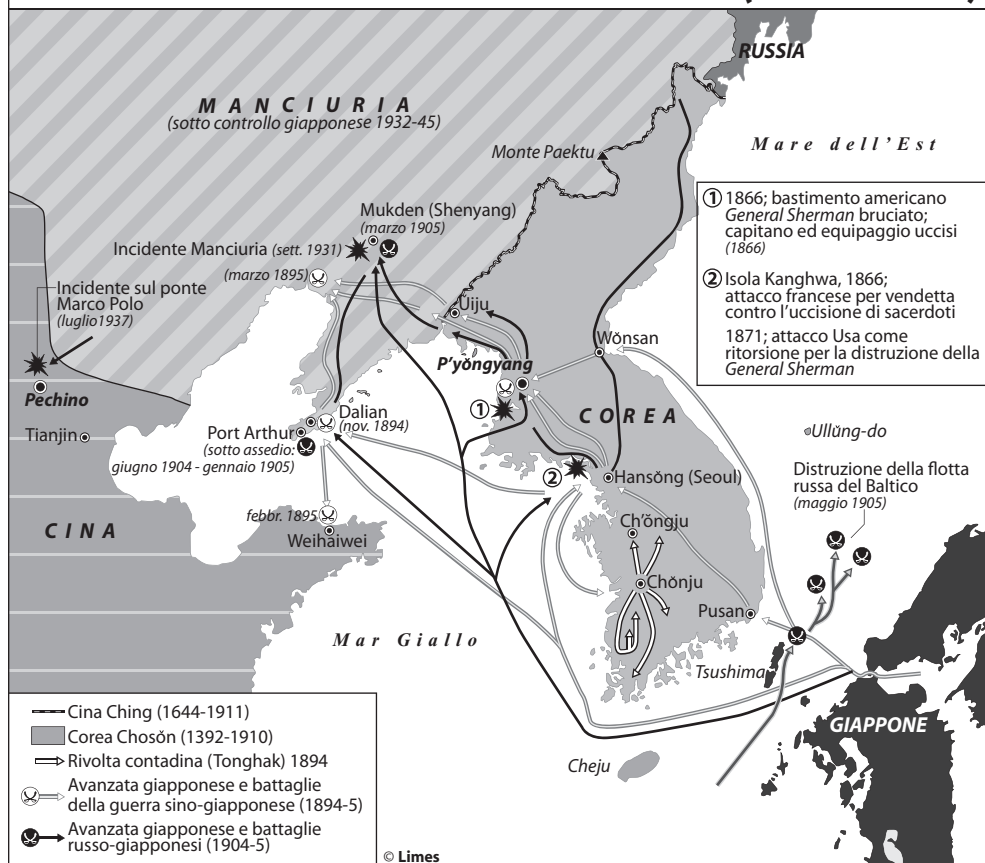 RUSSIA
MANCIURIA
(sotto controllo giapponese 1932-45)
Mare dell'Est
Monte Paektu
① 1866; bastimento americano
General Sherman bruciato;
capitano ed equipaggio uccisi
(1866)
② Isola Kanghwa, 1866;
attacco francese per vendetta
contro l'uccisione di sacerdoti
1871; attacco Usa come
ritorsione per la distruzione della
General Sherman
Mukden (Shenyang)
(marzo 1905)
Incidente Manciuria (sett. 1931)
(marzo 1895)
Incidente sul ponte
Marco Polo
(luglio1937)
Ŭiju
Wŏnsan
P'yŏngyang
Pechino
①
COREA
Dalian
(nov. 1894)
Tianjin
Port Arthur
(sotto assedio:
giugno 1904 - gennaio 1905)
Ullŭng-do
②
Hansŏng (Seoul)
Distruzione della flotta
russa del Baltico
(maggio 1905)
febbr. 1895
CINA
Weihaiwei
Ch'ŏngju
Chŏnju
Pusan
Mar Giallo
Tsushima
GIAPPONE
Cheju
Cina Ching (1644-1911)
Corea Chosŏn (1392-1910)
Rivolta contadina (Tonghak) 1894
Avanzata giapponese e battaglie
della guerra sino-giapponese (1894-5)
Avanzata giapponese e battaglie
russo-giapponesi (1904-5)
© Limes